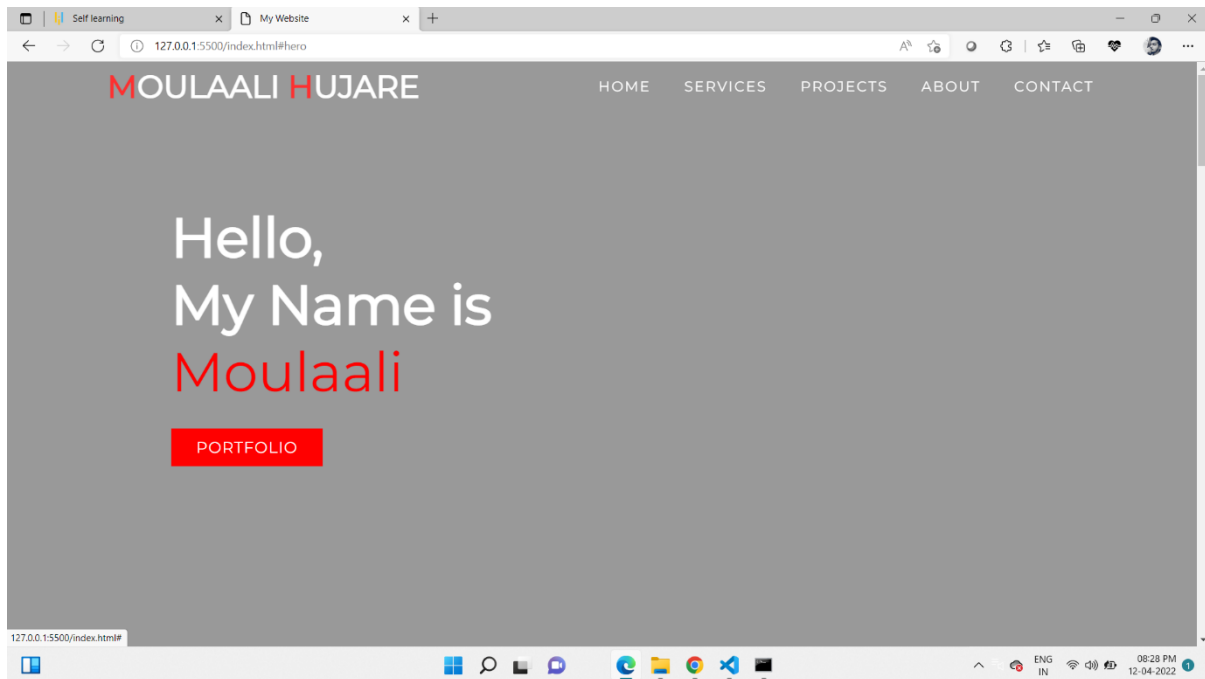 Self learning
My Website
127.0.0.1:5500/index.html#hero
MOULAALI HUJARE
HOME SERVICES PROJECTS ABOUT CONTACT
Hello,
My Name is
Moulaali
PORTFOLIO
127.0.0.1:5500/index.html#
ENG
IN
08:28 PM
12-04-2022
1